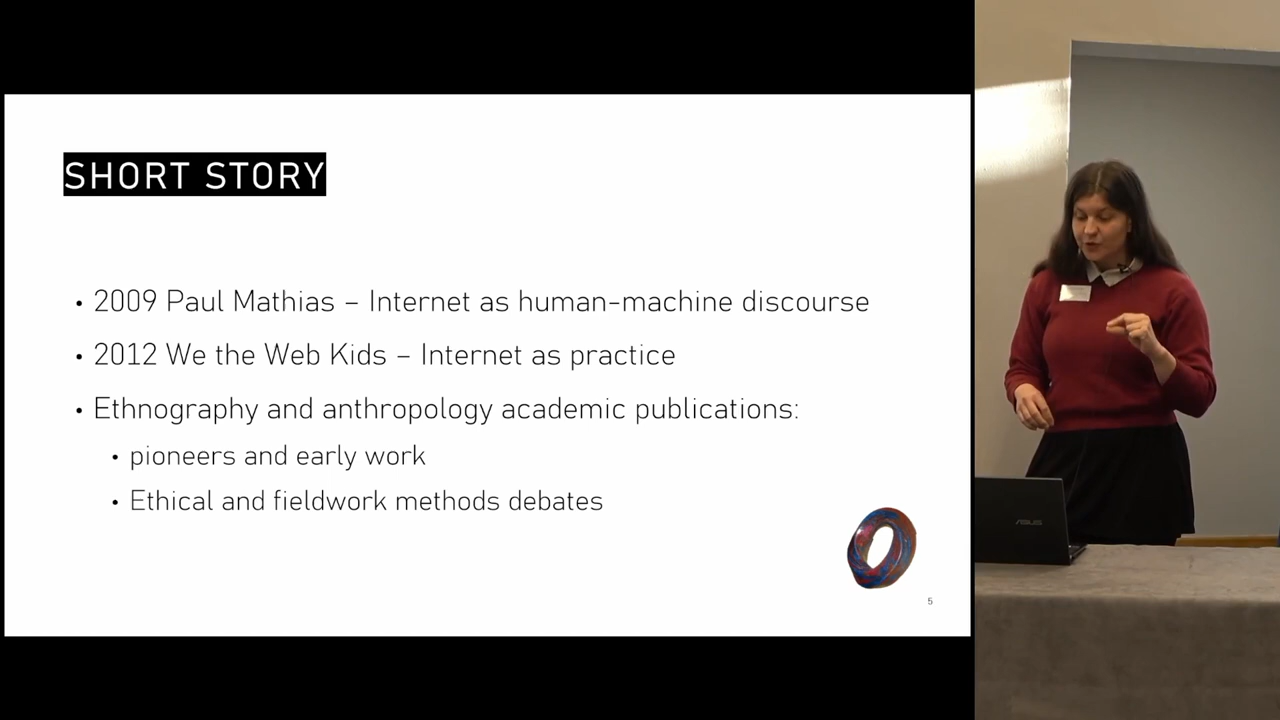 SHORT STORY
• 2009 Paul Mathias – Internet as human-machine discourse
• 2012 We the Web Kids – Internet as practice
• Ethnography and anthropology academic publications:
• pioneers and early work
• Ethical and fieldwork methods debates
5
ASUS